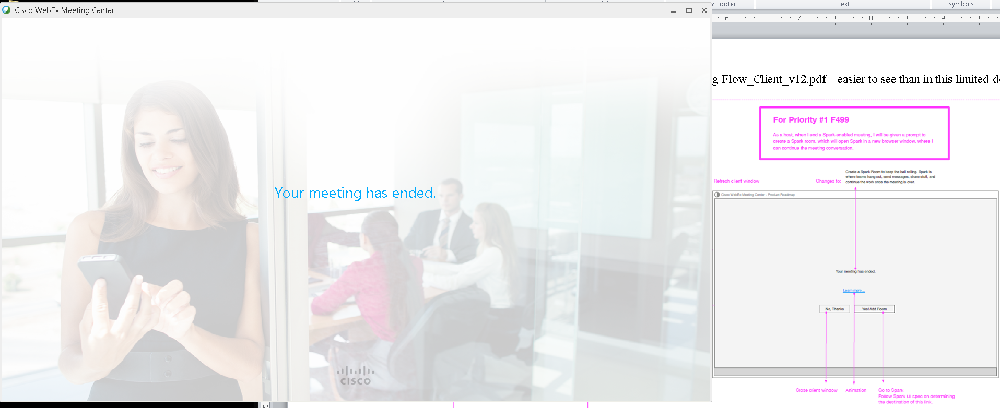 Cisco WebEx Meeting Center
Your meeting has ended.
CISCO
& Footer
Text
Symbols
6 7 8 9
g Flow_Client_v12.pdf – easier to see than in this limited d
For Priority #1 F499
As a host, when I end a Spark-enabled meeting, I will be given a prompt to
create a Spark room, which will open Spark in a new browser window, where I
can continue the meeting conversation.
Refresh client window
Changes to:
Create a Spark Room to keep the ball rolling. Spark is
where teams hang out, send messages, share stuff, and
continue the work once the meeting is over.
Cisco WebEx Meeting Center - Product Roadmap
Your meeting has ended.
Learn more...
No, Thanks
Yes! Add Room
Close client window
Animation
Go to Spark
Follow Spark UI spec on determining
the destination of this link.
5